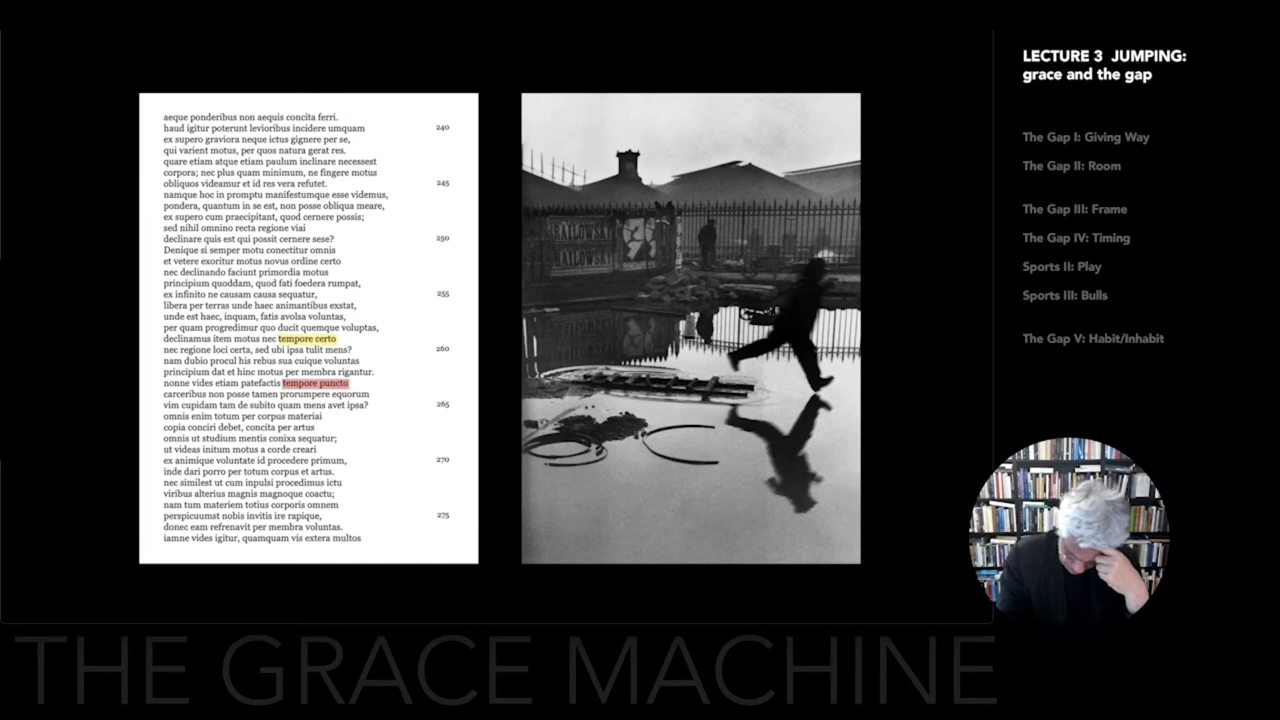 aeque ponderibus non aequis concita ferri.
haud igitur poterunt levioribus incidere umquam 240
ex supero graviora neque ictus gignere per se,
qui varient motus, per quos natura gerat res.
quare etiam atque etiam paulum inclinare necessest
corpora; nec plus quam minimum, ne fingere motus
obliquos videamur et id res vera refutet. 245
namque hoc in promptu manifestumque esse videmus,
pondera, quantum in se est, non posse obliqua meare,
ex supero cum praecipitant, quod cernere possis;
sed nihil omnino recta regione viai
declinare quis est qui possit cernere sese? 250
Denique si semper motu conectitur omnis
et vetere exoritur motus novus ordine certo
nec declinando faciunt primordia motus
principium quoddam, quod fati foedera rumpat,
ex infinito ne causam causa sequatur, 255
libera per terras unde haec animantibus exstat,
unde est haec, inquam, fatis avolsa voluntas,
per quam progredimur quo ducit quemque voluptas,
declinamus item motus nec tempore certo
nec regione loci certa, sed ubi ipsa tulit mens? 260
nam dubio procul his rebus sua cuique voluntas
principium dat et hinc motus per membra rigantur.
nonne vides etiam patefactis tempore puncto
carceribus non posse tamen prorumpere equorum
vim cupidam tam de subito quam mens avet ipsa? 265
omnis enim totum per corpus materiai
copia conciri debet, concita per artus
omnis ut studium mentis conixa sequatur;
ut videas initum motus a corde creari
ex animique voluntate id procedere primum, 270
inde dari porro per totum corpus et artus.
nec similest ut cum inpulsi procedimus ictu
viribus alterius magnis magnoque coactu;
nam tum materiem totius corporis omnem
perspicuumst nobis invitis ire rapique, 275
donec eam refrenavit per membra voluntas.
iamne vides igitur, quamquam vis extera multos
RAILOWSKY
RAILOWSKY
LECTURE 3 JUMPING:
grace and the gap
The Gap I: Giving Way
The Gap II: Room
The Gap III: Frame
The Gap IV: Timing
Sports II: Play
Sports III: Bulls
The Gap V: Habit/Inhabit
THE GRACE MACHINE